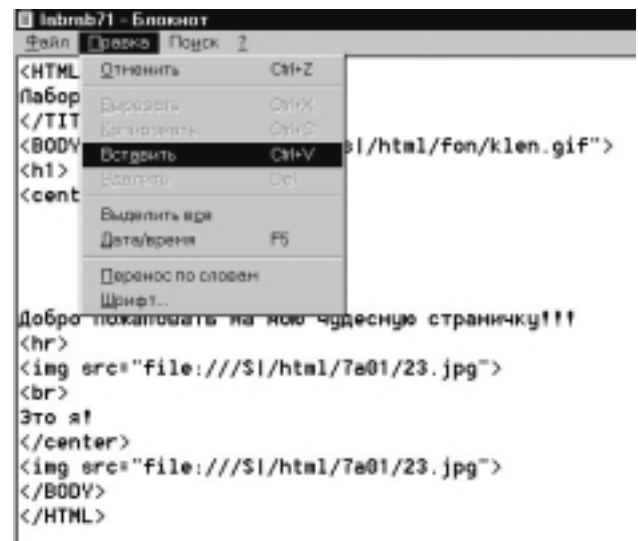 lnbrmb71 - Блокнот
Файл Правка Поиск ?
<HTML
Лабор
</TIT
<BODY s|/html/fon/klen.gif">
<h1>
<cent
Отменить Ctrl+Z
Вырезать Ctrl+X
Копировать Ctrl+C
Вставить Ctrl+V
Удалить Del
Выделить все
Дата/время F5
Перенос по словам
Шрифт...
Добро пожаловать на мою чудесную страничку!!!
<hr>
<img src="file:///S|/html/7a01/23.jpg">
<br>
Это я!
</center>
<img src="file:///S|/html/7a01/23.jpg">
</BODY>
</HTML>